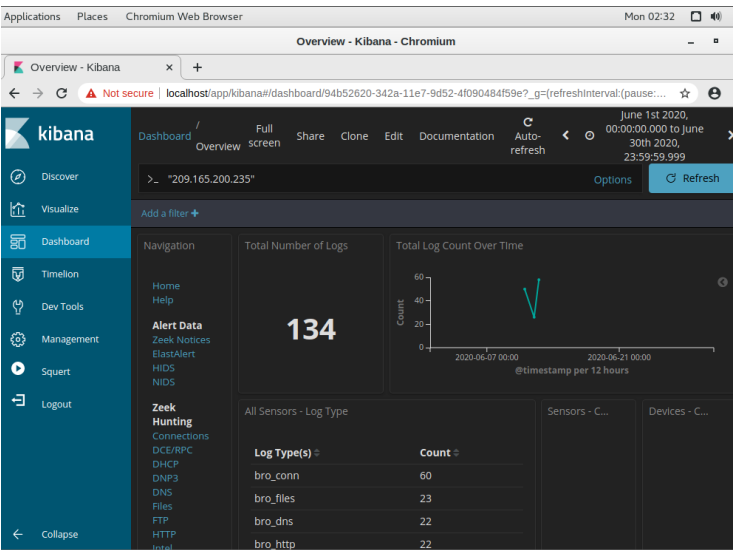 Applications Places Chromium Web Browser Mon 02:32
Overview - Kibana - Chromium
Overview - Kibana × +
Not secure | localhost/app/kibana#/dashboard/94b52620-342a-11e7-9d52-4f090484f59e?_g=(refreshInterval:(pause:...
kibana
Discover
Visualize
Dashboard
Timelion
Dev Tools
Management
Squert
Logout
Collapse
Dashboard / Overview
Full screen
Share
Clone
Edit
Documentation
Auto-refresh
June 1st 2020,
00:00:00.000 to June
30th 2020,
23:59:59.999
>_ "209.165.200.235"
Options
Refresh
Add a filter +
Navigation
Home
Help
Alert Data
Zeek Notices
ElastAlert
HIDS
NIDS
Zeek
Hunting
Connections
DCE/RPC
DHCP
DNP3
DNS
Files
FTP
HTTP
Intel
Total Number of Logs
134
Total Log Count Over TIme
Count
60
40
20
0
2020-06-07 00:00 2020-06-21 00:00
@timestamp per 12 hours
All Sensors - Log Type
Log Type(s) Count
bro_conn 60
bro_files 23
bro_dns 22
bro_http 22
Sensors - C...
Devices - C...